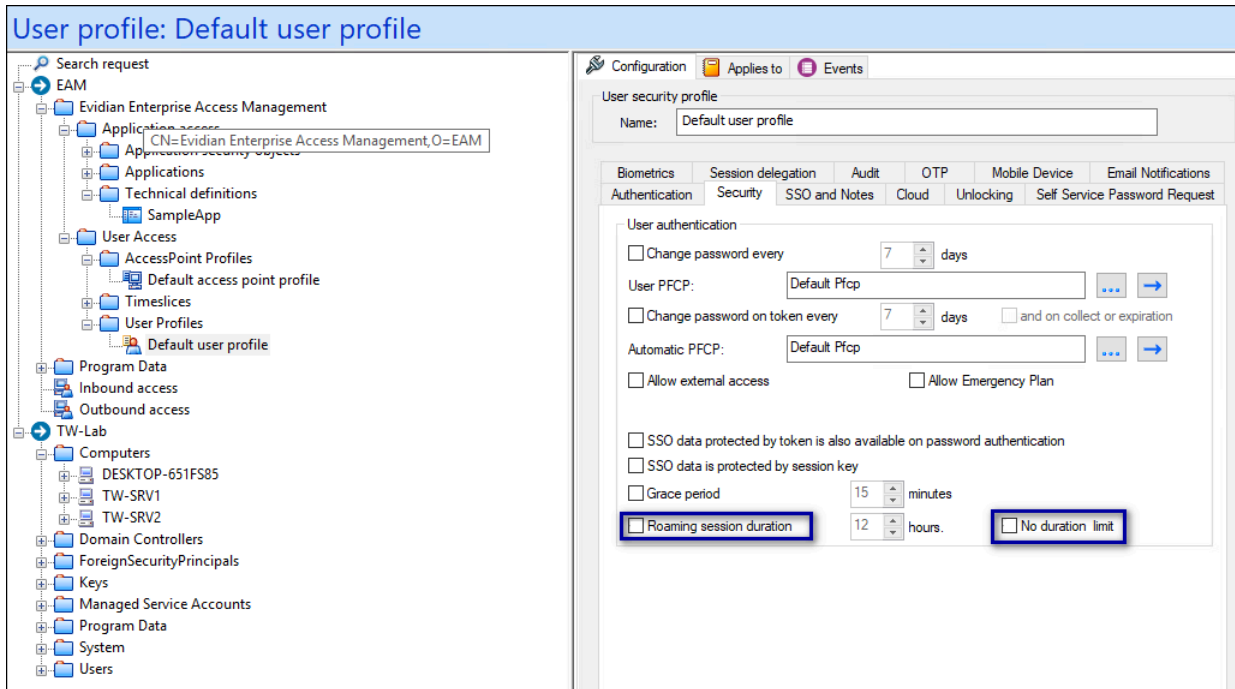 User profile: Default user profile
Search request
EAM
Evidian Enterprise Access Management
Application access
CN=Evidian Enterprise Access Management,O=EAM
Application security objects
Applications
Technical definitions
SampleApp
User Access
AccessPoint Profiles
Default access point profile
Timeslices
User Profiles
Default user profile
Program Data
Inbound access
Outbound access
TW-Lab
Computers
DESKTOP-651FS85
TW-SRV1
TW-SRV2
Domain Controllers
ForeignSecurityPrincipals
Keys
Managed Service Accounts
Program Data
System
Users
Configuration Applies to Events
User security profile
Name: Default user profile
Biometrics Session delegation Audit OTP Mobile Device Email Notifications
Authentication Security SSO and Notes Cloud Unlocking Self Service Password Request
User authentication
Change password every 7 days
User PFCP: Default Pfcp ...
Change password on token every 7 days and on collect or expiration
Automatic PFCP: Default Pfcp ...
Allow external access Allow Emergency Plan
SSO data protected by token is also available on password authentication
SSO data is protected by session key
Grace period 15 minutes
Roaming session duration 12 hours. No duration limit